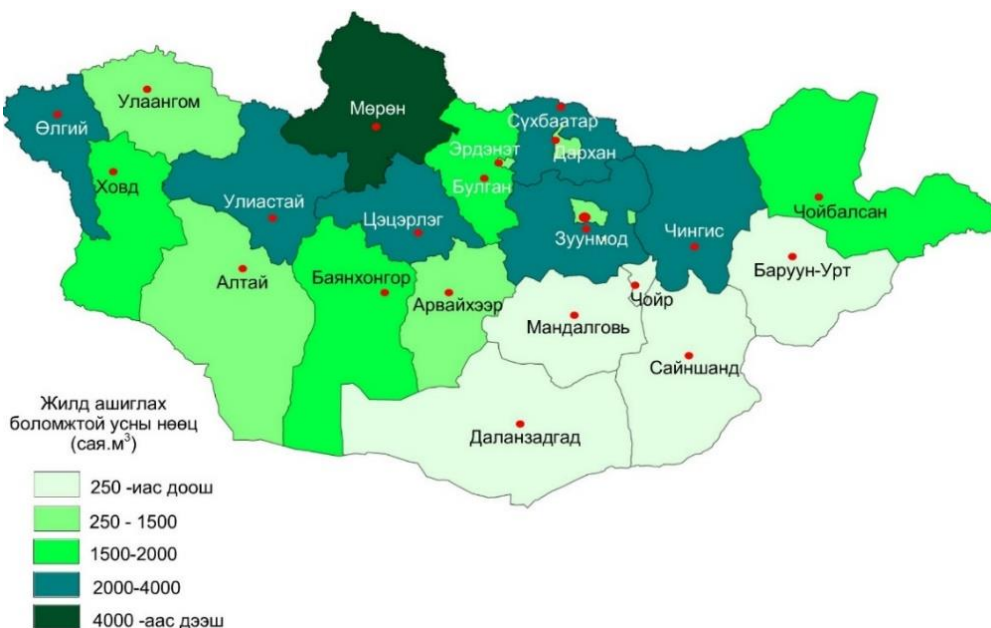 Улаангом
Өлгий
Мөрөн
Сүхбаатар
Эрдэнэт
Дархан
Ховд
Булган
Улиастай
Цэцэрлэг
Чойбалсан
Зуунмод
Чингис
Алтай
Баянхонгор
Арвайхээр
Баруун-Урт
Чойр
Мандалговь
Сайншанд
Даланзадгад
Жилд ашиглах
боломжтой усны нөөц
(сая.м³)
250 -иас доош
250 - 1500
1500-2000
2000-4000
4000 -аас дээш